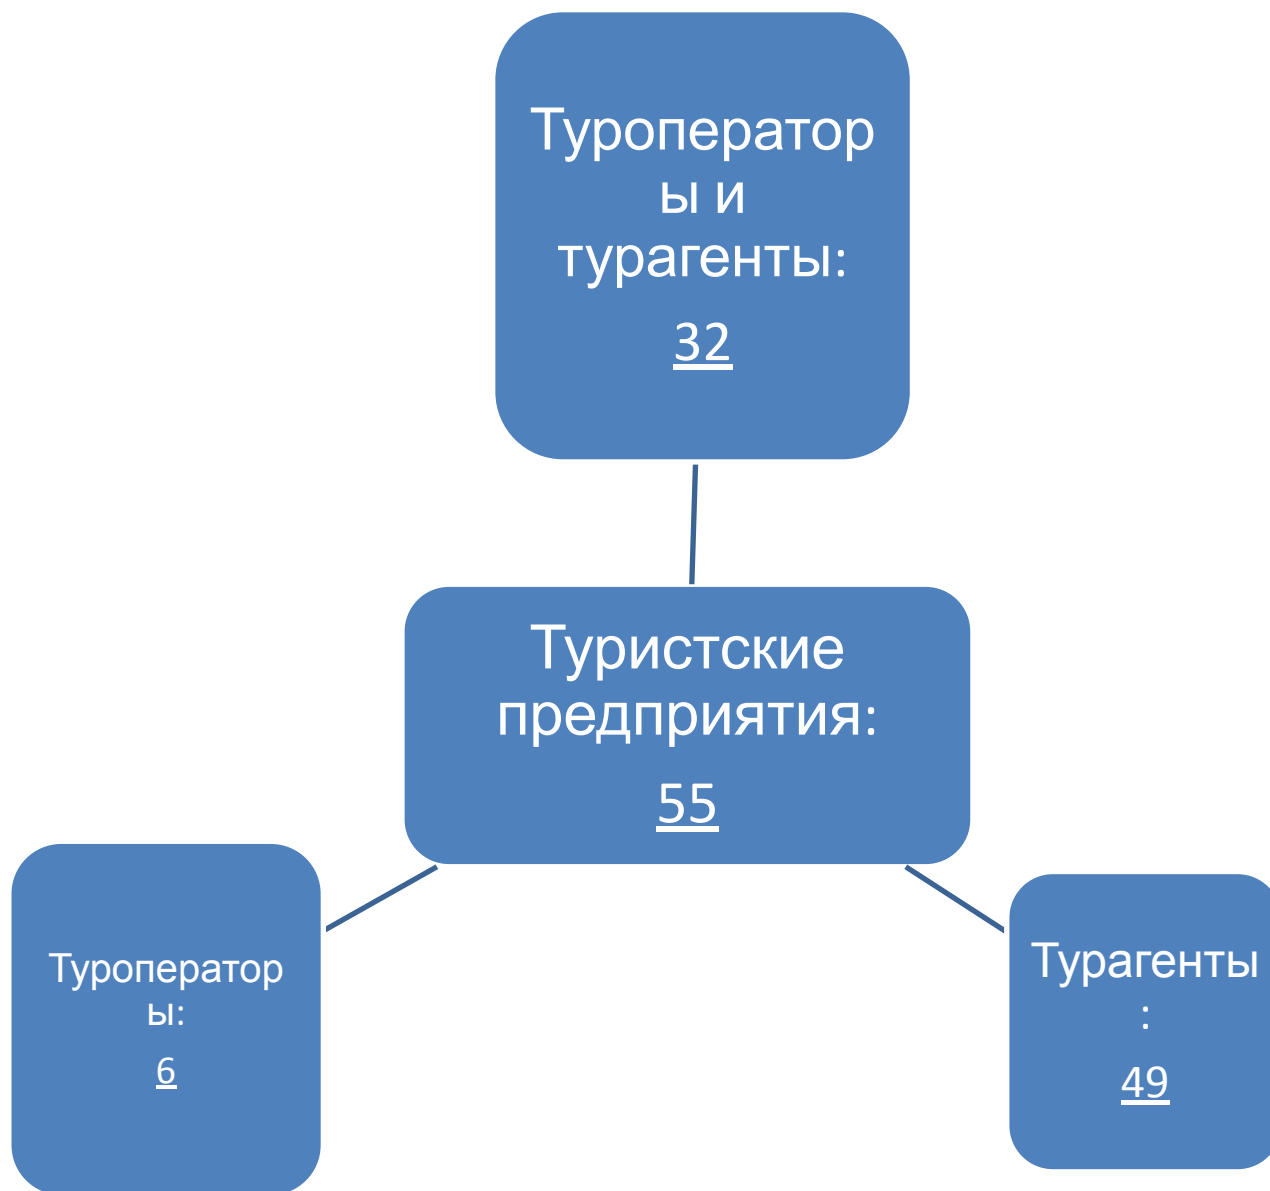 Туроператор
ы и
турагенты:
32
Туристские
предприятия:
55
Туроператор
ы:
6
Турагенты
:
49